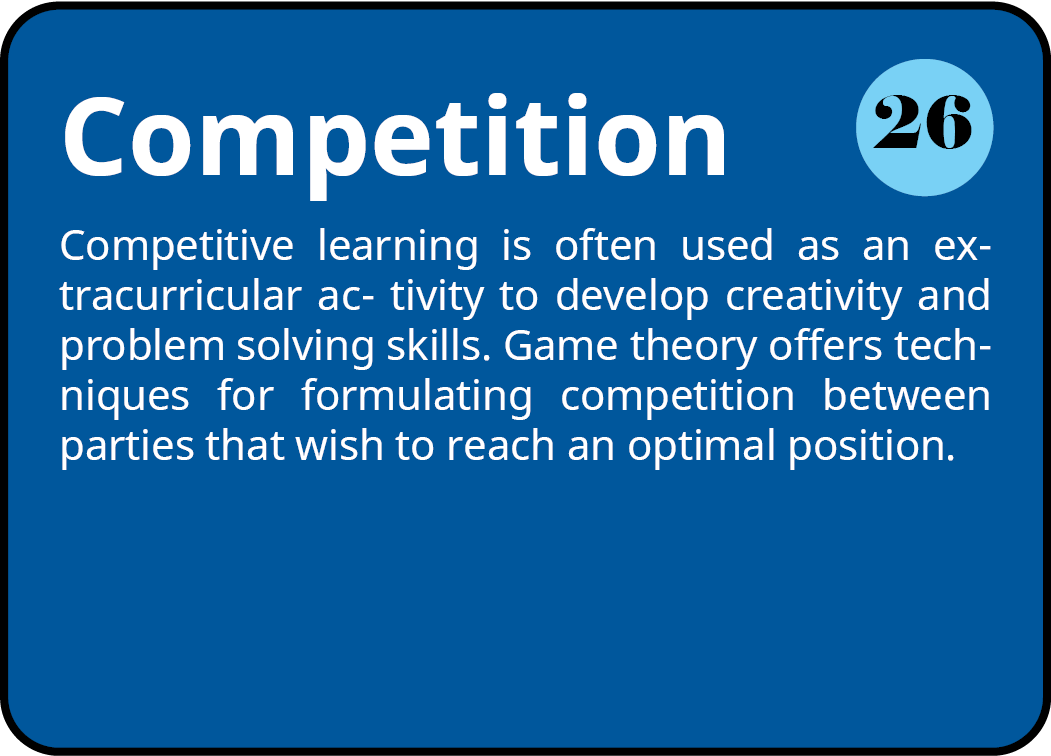 Competition
26
Competitive learning is often used as an ex-
tracurricular ac- tivity to develop creativity and
problem solving skills. Game theory offers tech-
niques for formulating competition between
parties that wish to reach an optimal position.